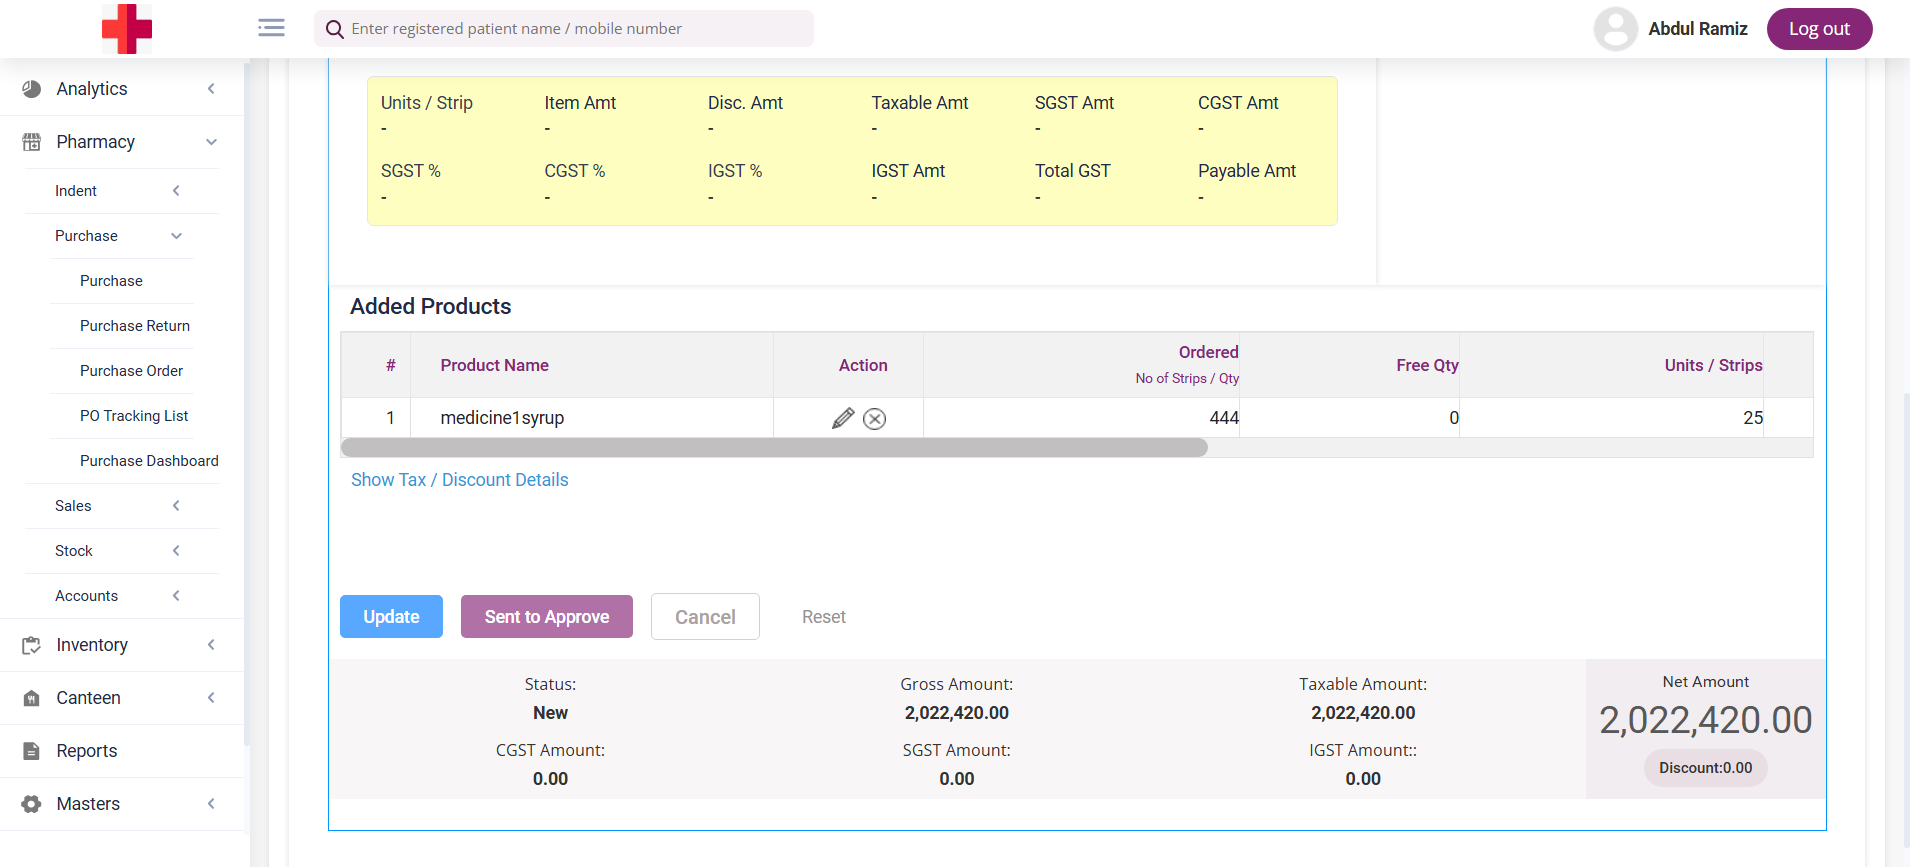 Enter registered patient name / mobile number
Abdul Ramiz
Log out
Analytics
Pharmacy
Indent
Purchase
Purchase
Purchase Return
Purchase Order
PO Tracking List
Purchase Dashboard
Sales
Stock
Accounts
Inventory
Canteen
Reports
Masters
Units / Strip Item Amt Disc. Amt Taxable Amt SGST Amt CGST Amt
- - - - - -
SGST % CGST % IGST % IGST Amt Total GST Payable Amt
- - - - - -
Added Products
# Product Name Action Ordered Free Qty Units / Strips
No of Strips / Qty
1 medicine1syrup 444 0 25
Show Tax / Discount Details
Update Sent to Approve Cancel Reset
Status: Gross Amount: Taxable Amount:
New 2,022,420.00 2,022,420.00
CGST Amount: SGST Amount: IGST Amount::
0.00 0.00 0.00
Net Amount
2,022,420.00
Discount:0.00